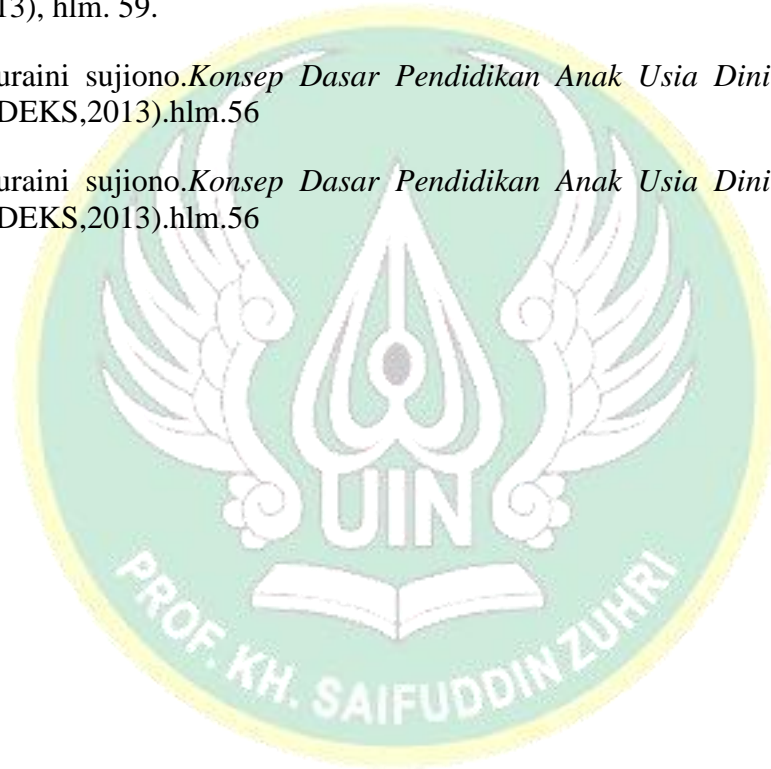 13), hlm. 59.
uraini sujiono.Konsep Dasar Pendidikan Anak Usia Dini
DEKS,2013).hlm.56
uraini sujiono.Konsep Dasar Pendidikan Anak Usia Dini
DEKS,2013).hlm.56
UIN
PROF. KH. SAIFUDDIN ZUHRI